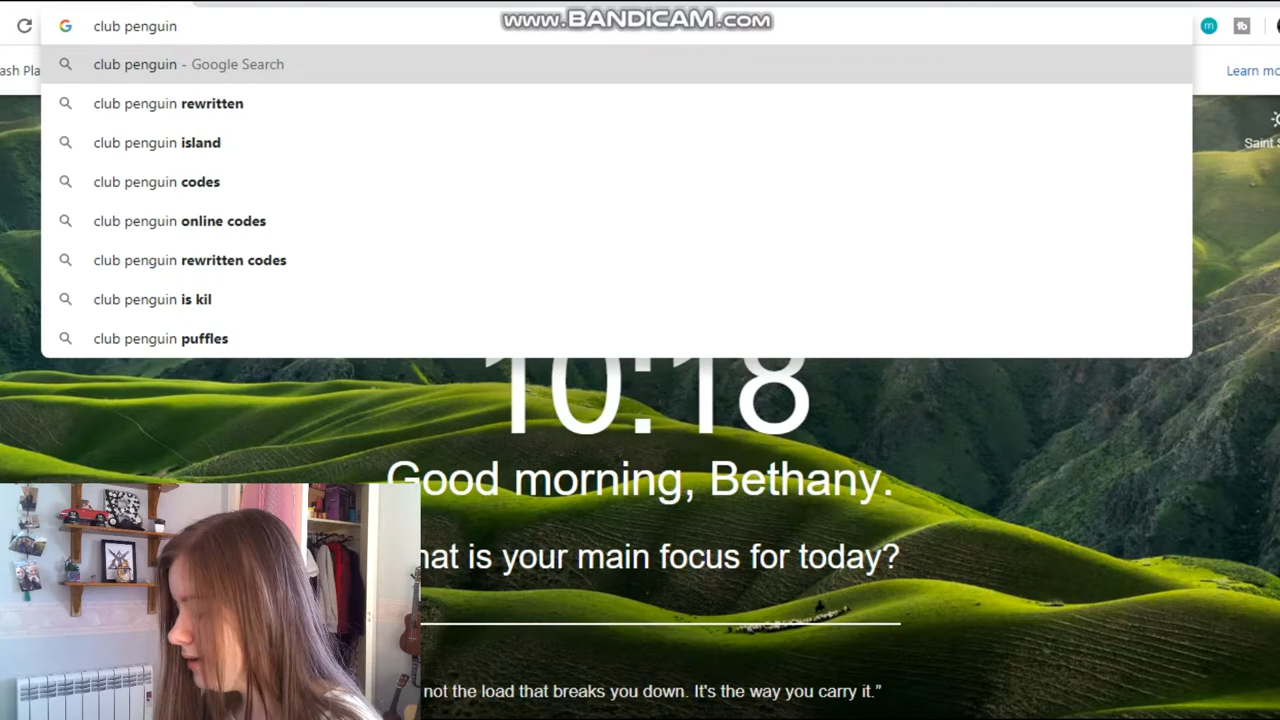 club penguin
www.BANDICAM.com
m
tb
club penguin - Google Search
ash Pla
Learn mo
club penguin rewritten
club penguin island
Saint S
club penguin codes
club penguin online codes
club penguin rewritten codes
club penguin is kil
club penguin puffles
10:18
Good morning, Bethany.
hat is your main focus for today?
not the load that breaks you down. It's the way you carry it.”